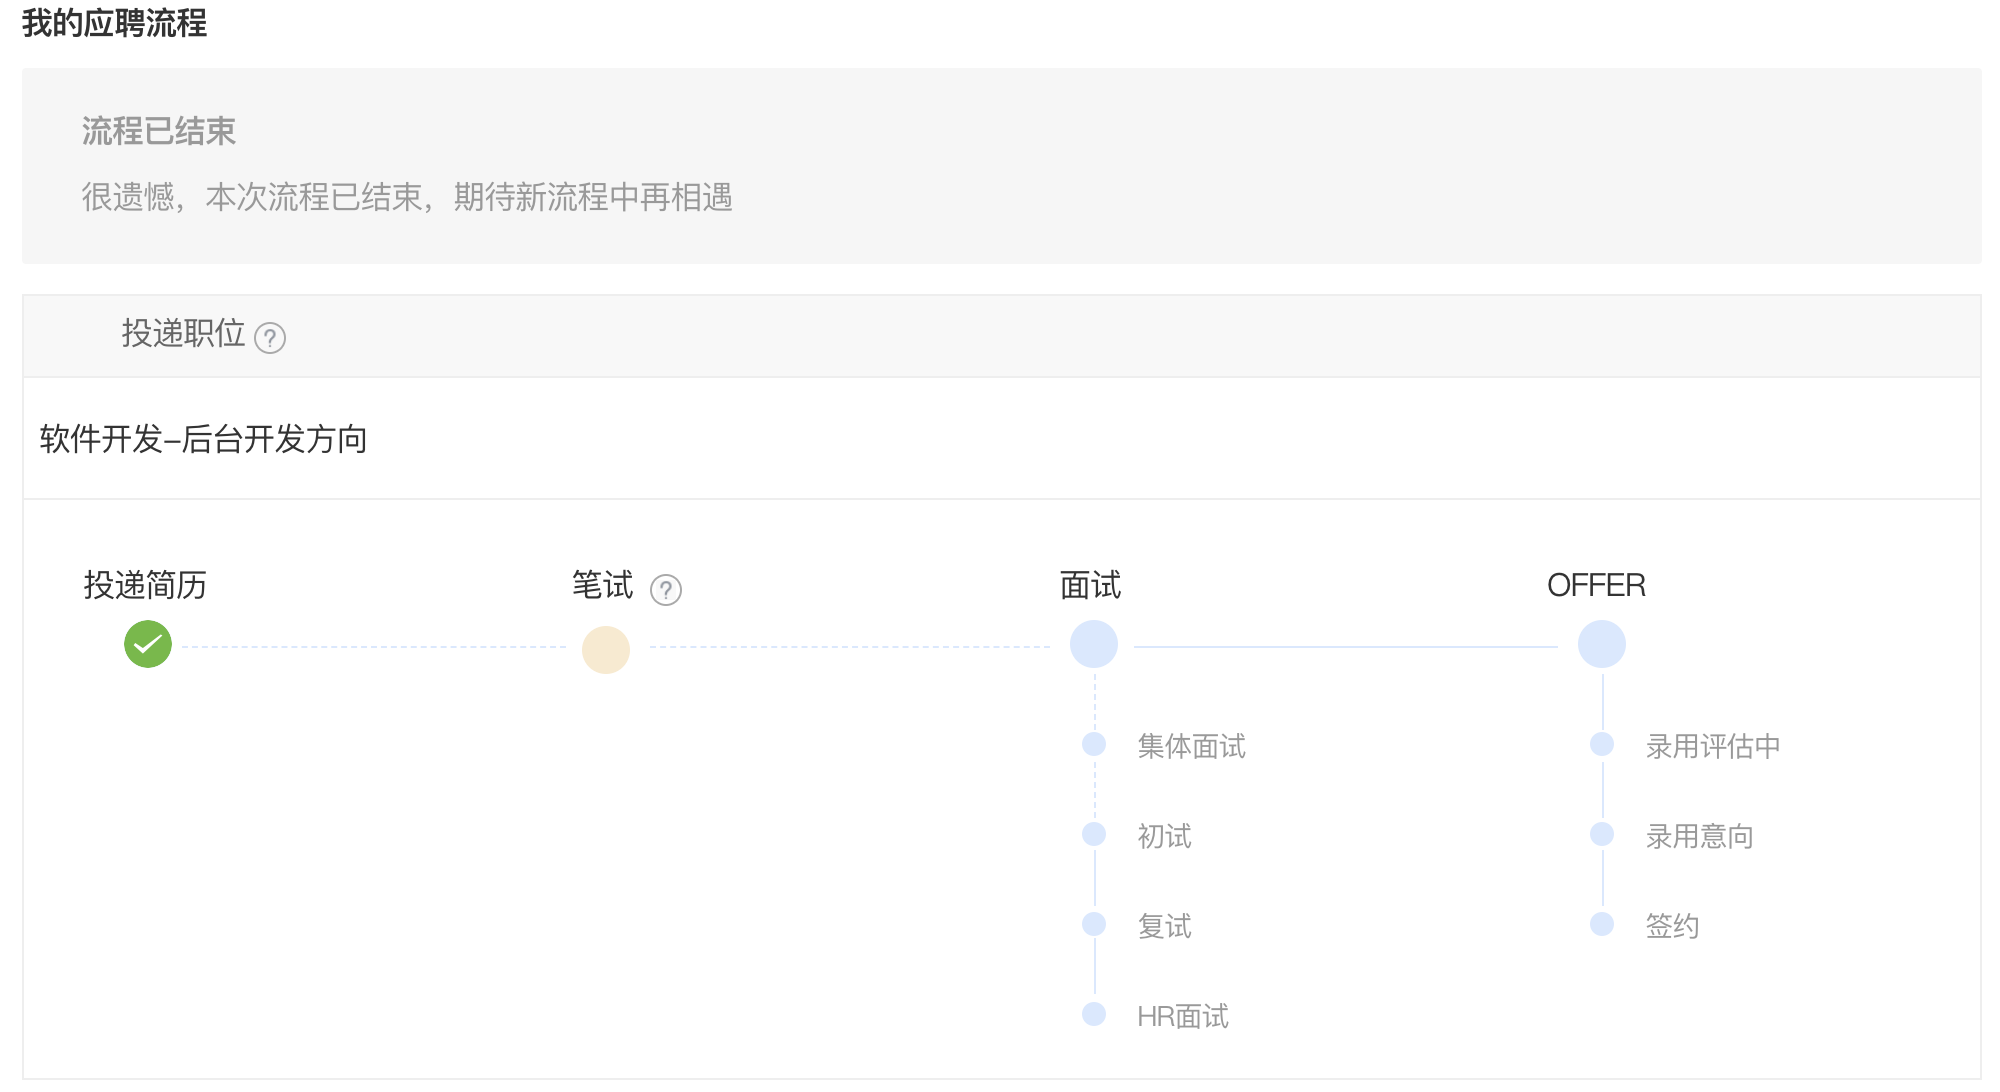 我的应聘流程
流程已结束
很遗憾，本次流程已结束，期待新流程中再相遇
投递职位 ?
软件开发-后台开发方向
投递简历
笔试 ?
面试
集体面试
初试
复试
HR面试
OFFER
录用评估中
录用意向
签约